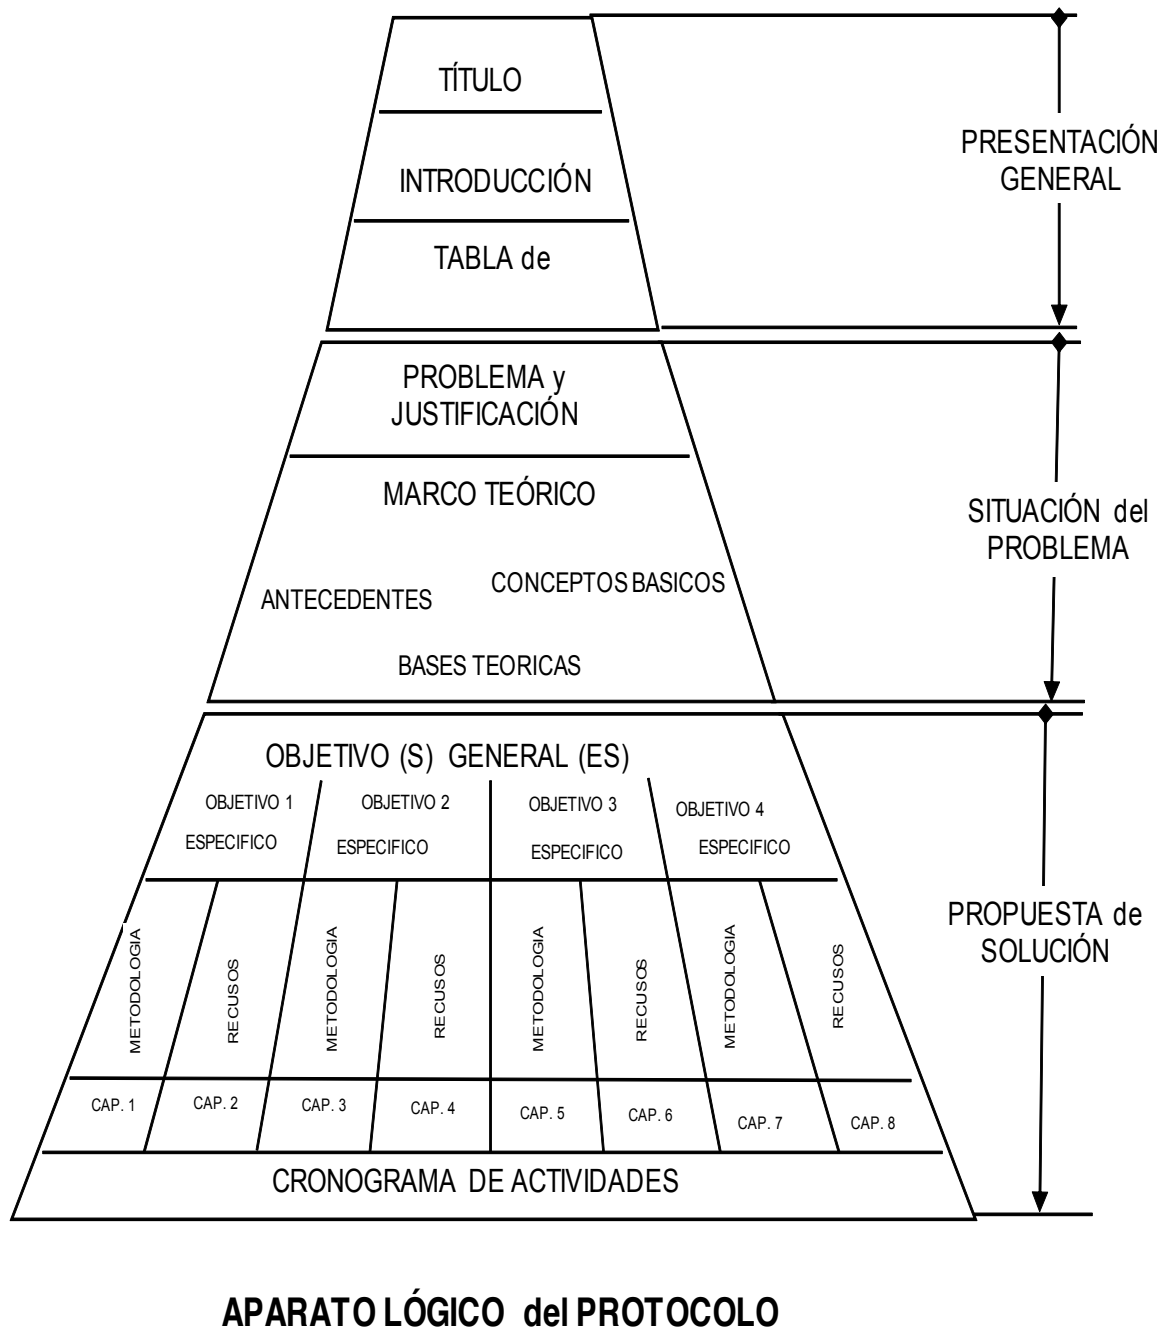 TÍTULO
INTRODUCCIÓN
TABLA de
PRESENTACIÓN
GENERAL
PROBLEMA y
JUSTIFICACIÓN
MARCO TEÓRICO
ANTECEDENTES
CONCEPTOS BASICOS
BASES TEORICAS
SITUACIÓN del
PROBLEMA
OBJETIVO (S) GENERAL (ES)
OBJETIVO 1
ESPECIFICO
OBJETIVO 2
ESPECIFICO
OBJETIVO 3
ESPECIFICO
OBJETIVO 4
ESPECIFICO
METODOLOGIA
RECUSOS
METODOLOGIA
RECUSOS
METODOLOGIA
RECUSOS
METODOLOGIA
RECUSOS
PROPUESTA de
SOLUCIÓN
CAP. 1
CAP. 2
CAP. 3
CAP. 4
CAP. 5
CAP. 6
CAP. 7
CAP. 8
CRONOGRAMA DE ACTIVIDADES
APARATO LÓGICO del PROTOCOLO